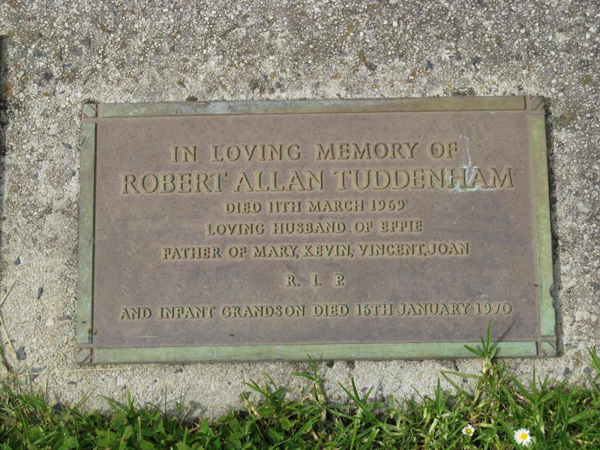 IN LOVING MEMORY OF
ROBERT ALLAN TUDDENHAM
DIED 11TH MARCH 1969
LOVING HUSBAND OF EFFIE
FATHER OF MARY, KEVIN, VINCENT, JOAN
R. I. P.
AND INFANT GRANDSON DIED 16TH JANUARY 1970